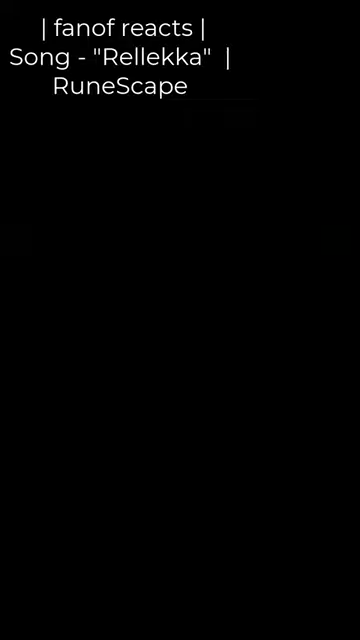 | fanof reacts |
Song - "Rellekka" |
RuneScape